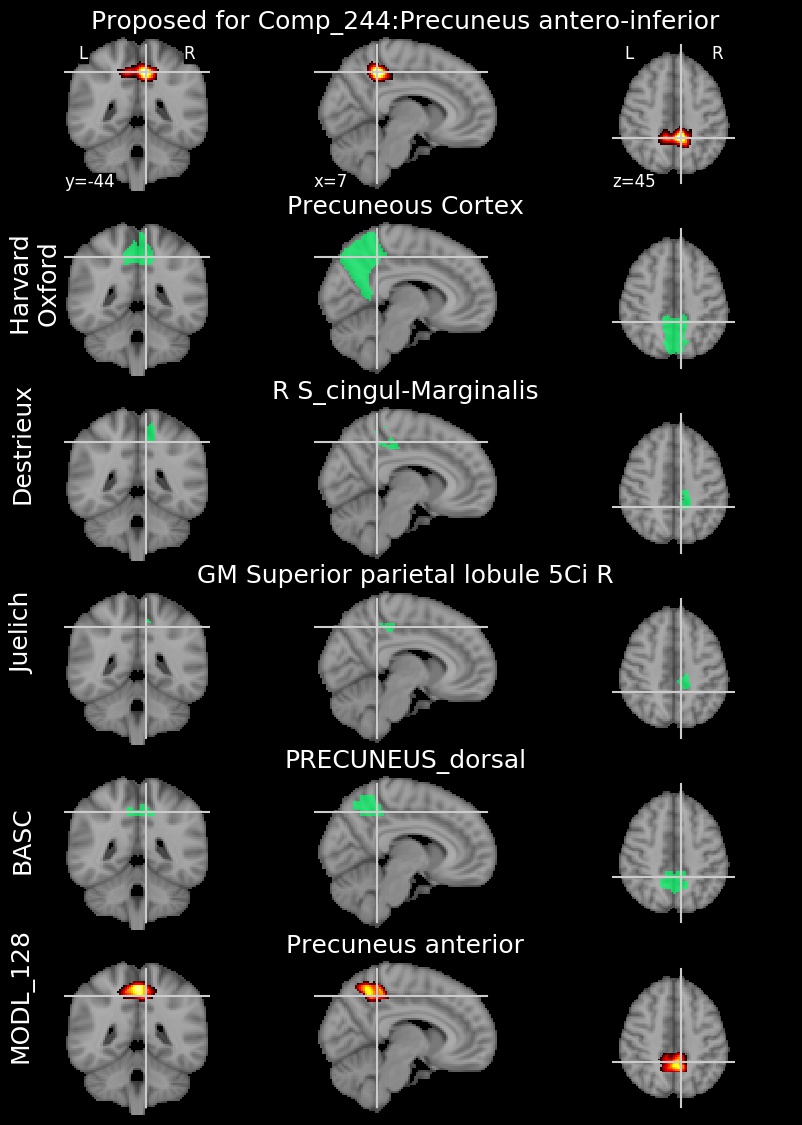 Proposed for Comp_244:Precuneus antero-inferior
L R
L R
y=-44
x=7
z=45
Precuneous Cortex
Harvard
Oxford
R S_cingul-Marginalis
Destrieux
GM Superior parietal lobule 5Ci R
Juelich
PRECUNEUS_dorsal
BASC
Precuneus anterior
MODL_128